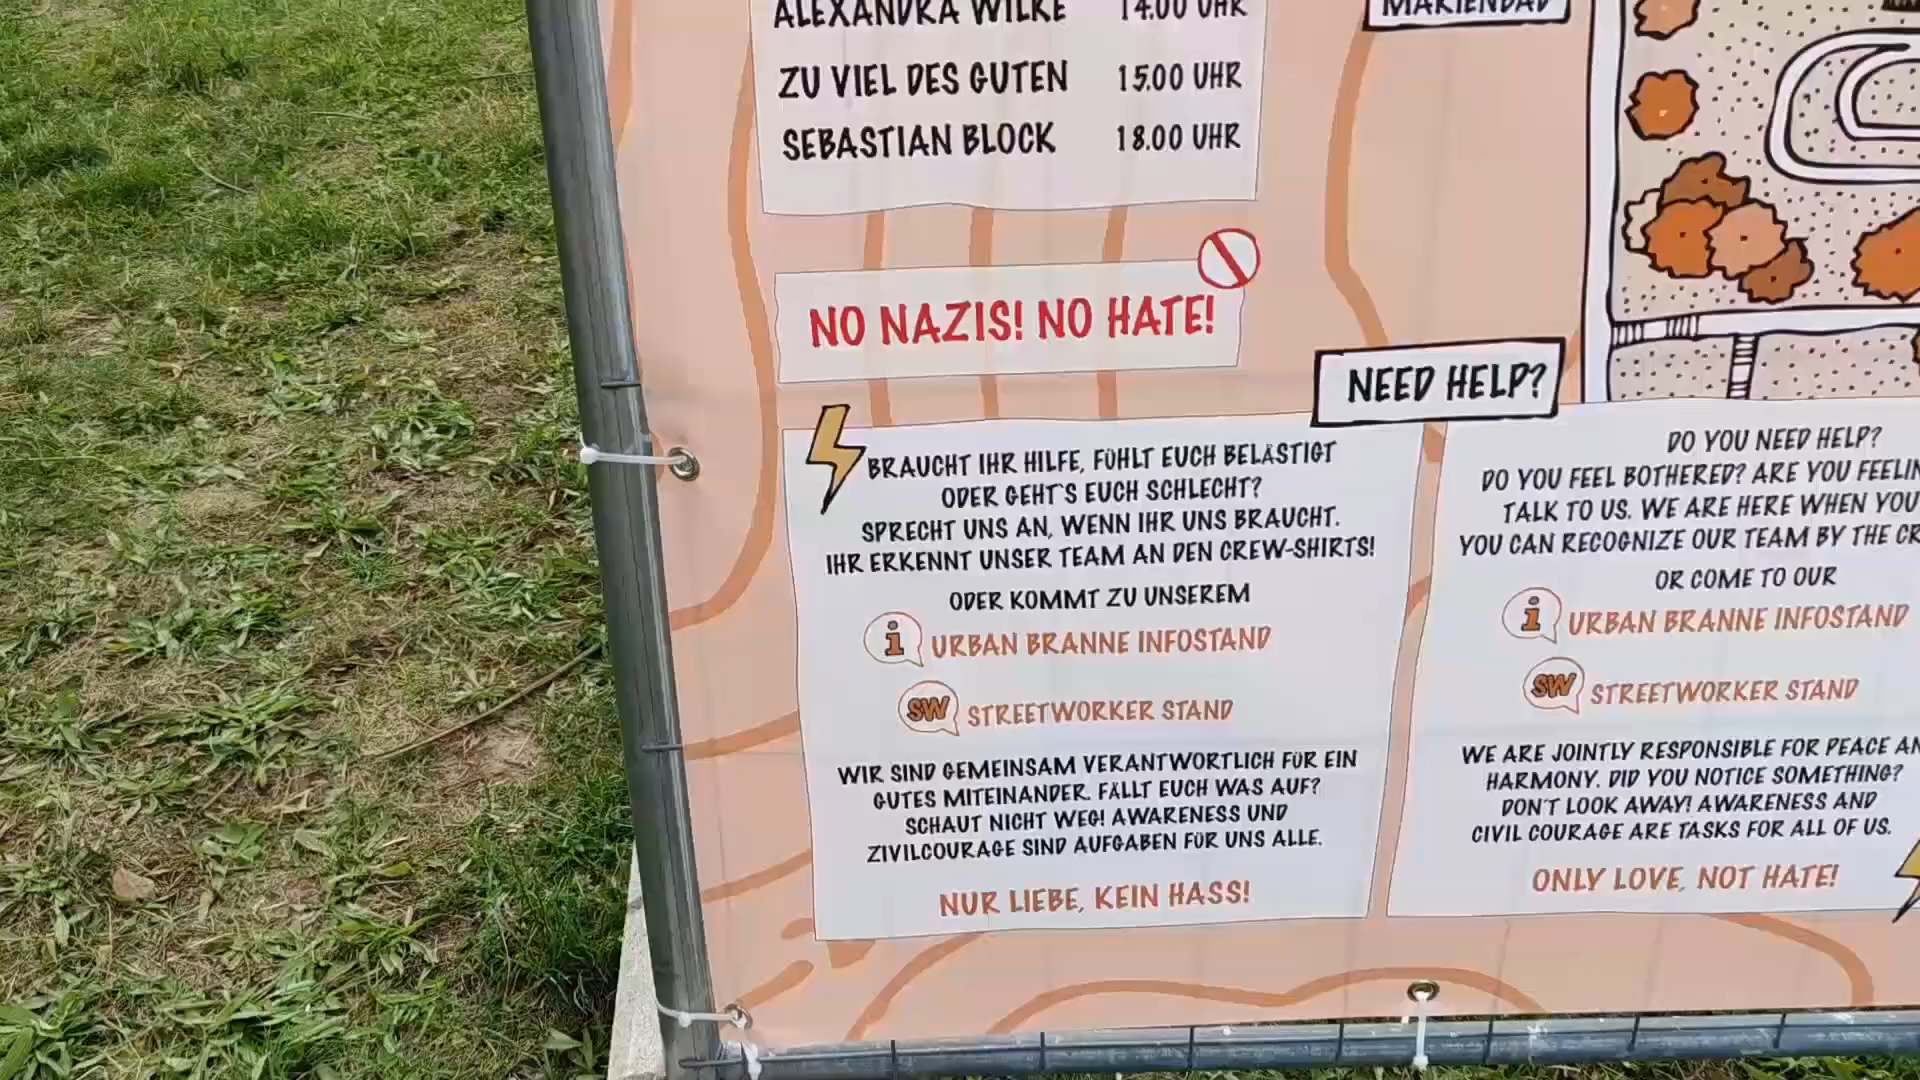 ALEXANDRA WILKE 14.00 UHR
ZU VIEL DES GUTEN 15.00 UHR
SEBASTIAN BLOCK 18.00 UHR
MARIENBAD
NO NAZIS! NO HATE!
NEED HELP?
BRAUCHT IHR HILFE, FÜHLT EUCH BELÄSTIGT
ODER GEHT'S EUCH SCHLECHT?
SPRECHT UNS AN, WENN IHR UNS BRAUCHT.
IHR ERKENNT UNSER TEAM AN DEN CREW-SHIRTS!
ODER KOMMT ZU UNSEREM
i URBAN BRANNE INFOSTAND
SW STREETWORKER STAND
WIR SIND GEMEINSAM VERANTWORTLICH FÜR EIN
GUTES MITEINANDER. FÄLLT EUCH WAS AUF?
SCHAUT NICHT WEG! AWARENESS UND
ZIVILCOURAGE SIND AUFGABEN FÜR UNS ALLE.
NUR LIEBE, KEIN HASS!
DO YOU NEED HELP?
DO YOU FEEL BOTHERED? ARE YOU
TALK TO US. WE ARE HERE WHEN YOU
YOU CAN RECOGNIZE OUR TEAM BY THE
OR COME TO OUR
i URBAN BRANNE INFOSTAND
SW STREETWORKER STAND
WE ARE JOINTLY RESPONSIBLE FOR PEACE
HARMONY. DID YOU NOTICE SOMETHING?
DON'T LOOK AWAY! AWARENESS AND
CIVIL COURAGE ARE TASKS FOR ALL OF US.
ONLY LOVE, NOT HATE!